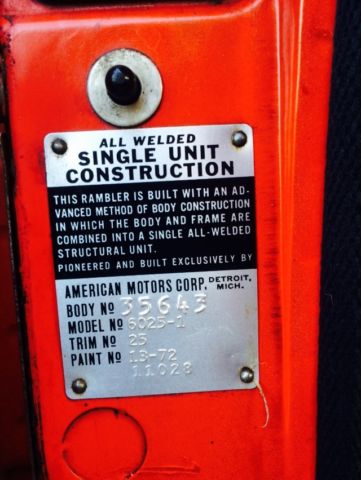 ALL WELDED
SINGLE UNIT
CONSTRUCTION
THIS RAMBLER IS BUILT WITH AN AD-
VANCED METHOD OF BODY CONSTRUCTION
IN WHICH THE BODY AND FRAME ARE
COMBINED INTO A SINGLE ALL-WELDED
STRUCTURAL UNIT.
PIONEERED AND BUILT EXCLUSIVELY BY
AMERICAN MOTORS CORP. DETROIT, MICH.
BODY Nº 35643
MODEL Nº 6025-1
TRIM Nº 25
PAINT Nº 13-72
11028